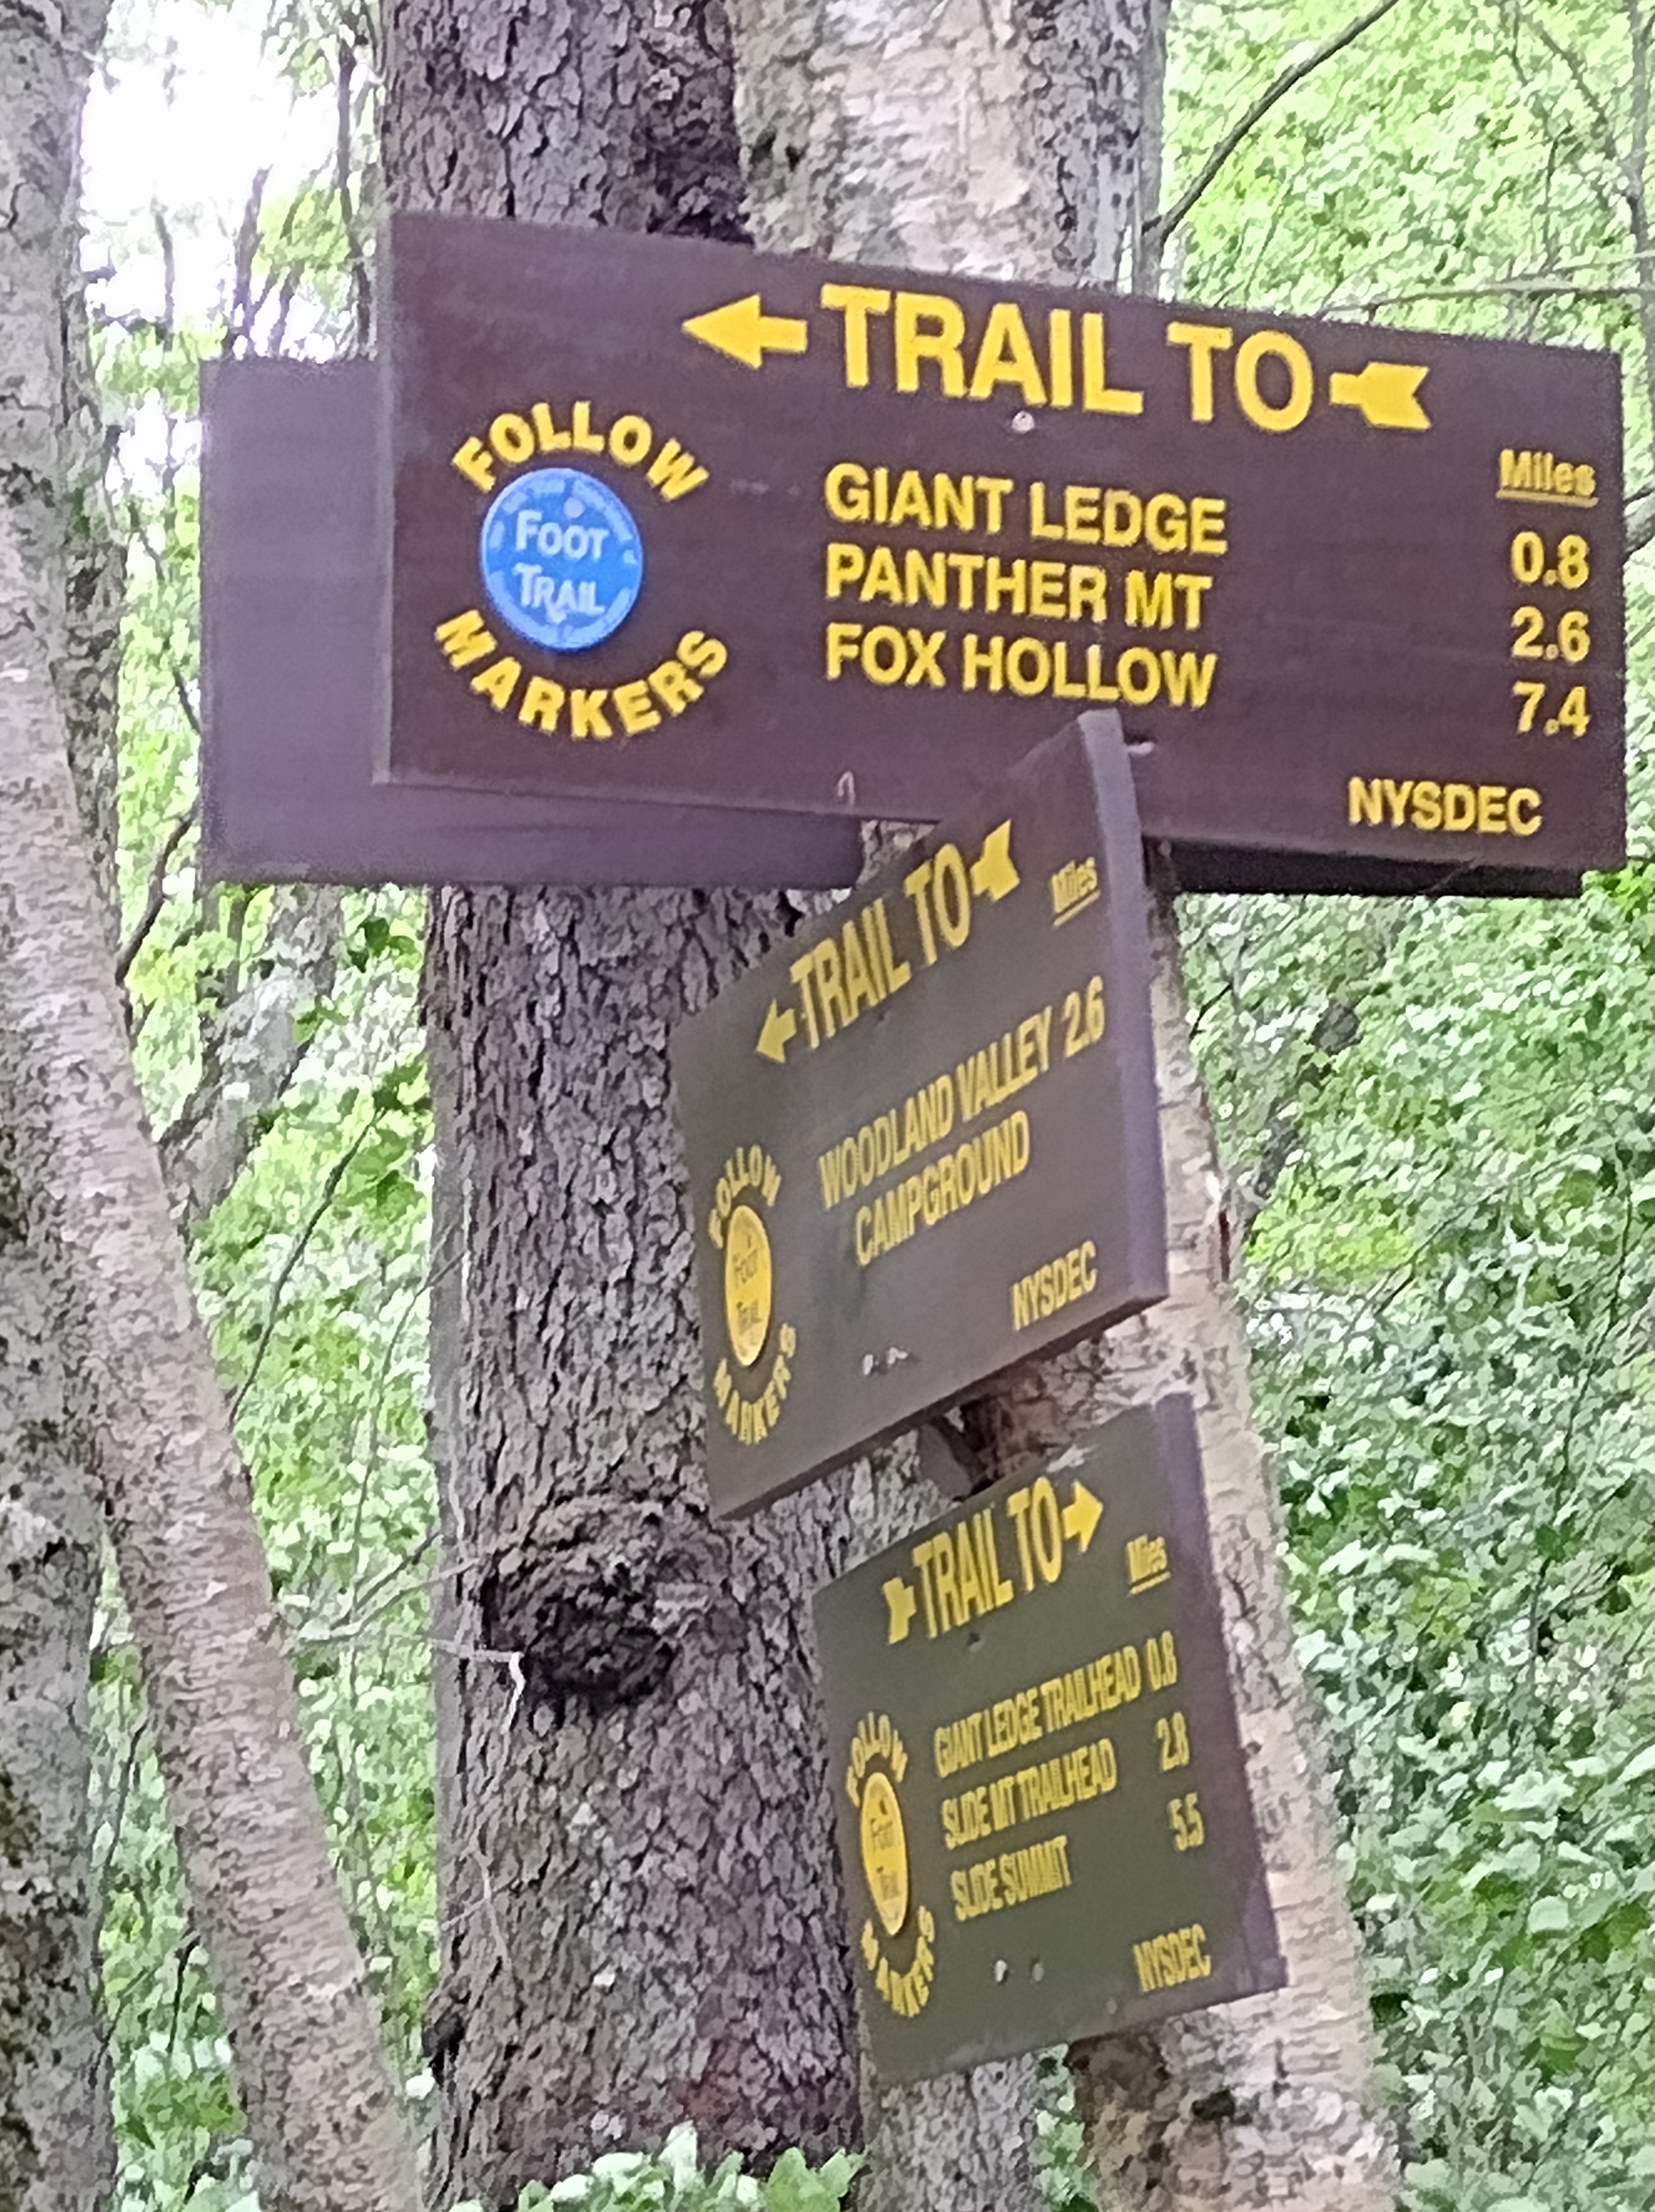 TRAIL TO
FOLLOW
FOOT
TRAIL
MARKERS
Miles
GIANT LEDGE 0.8
PANTHER MT 2.6
FOX HOLLOW 7.4
NYSDEC
TRAIL TO
Miles
WOODLAND VALLEY 2.6
CAMPGROUND
FOLLOW
FOOT
TRAIL
MARKERS
NYSDEC
TRAIL TO
Miles
GIANT LEDGE TRAILHEAD 0.8
SLIDE MT TRAILHEAD 2.8
SLIDE SUMMIT 5.5
FOLLOW
FOOT
TRAIL
MARKERS
NYSDEC